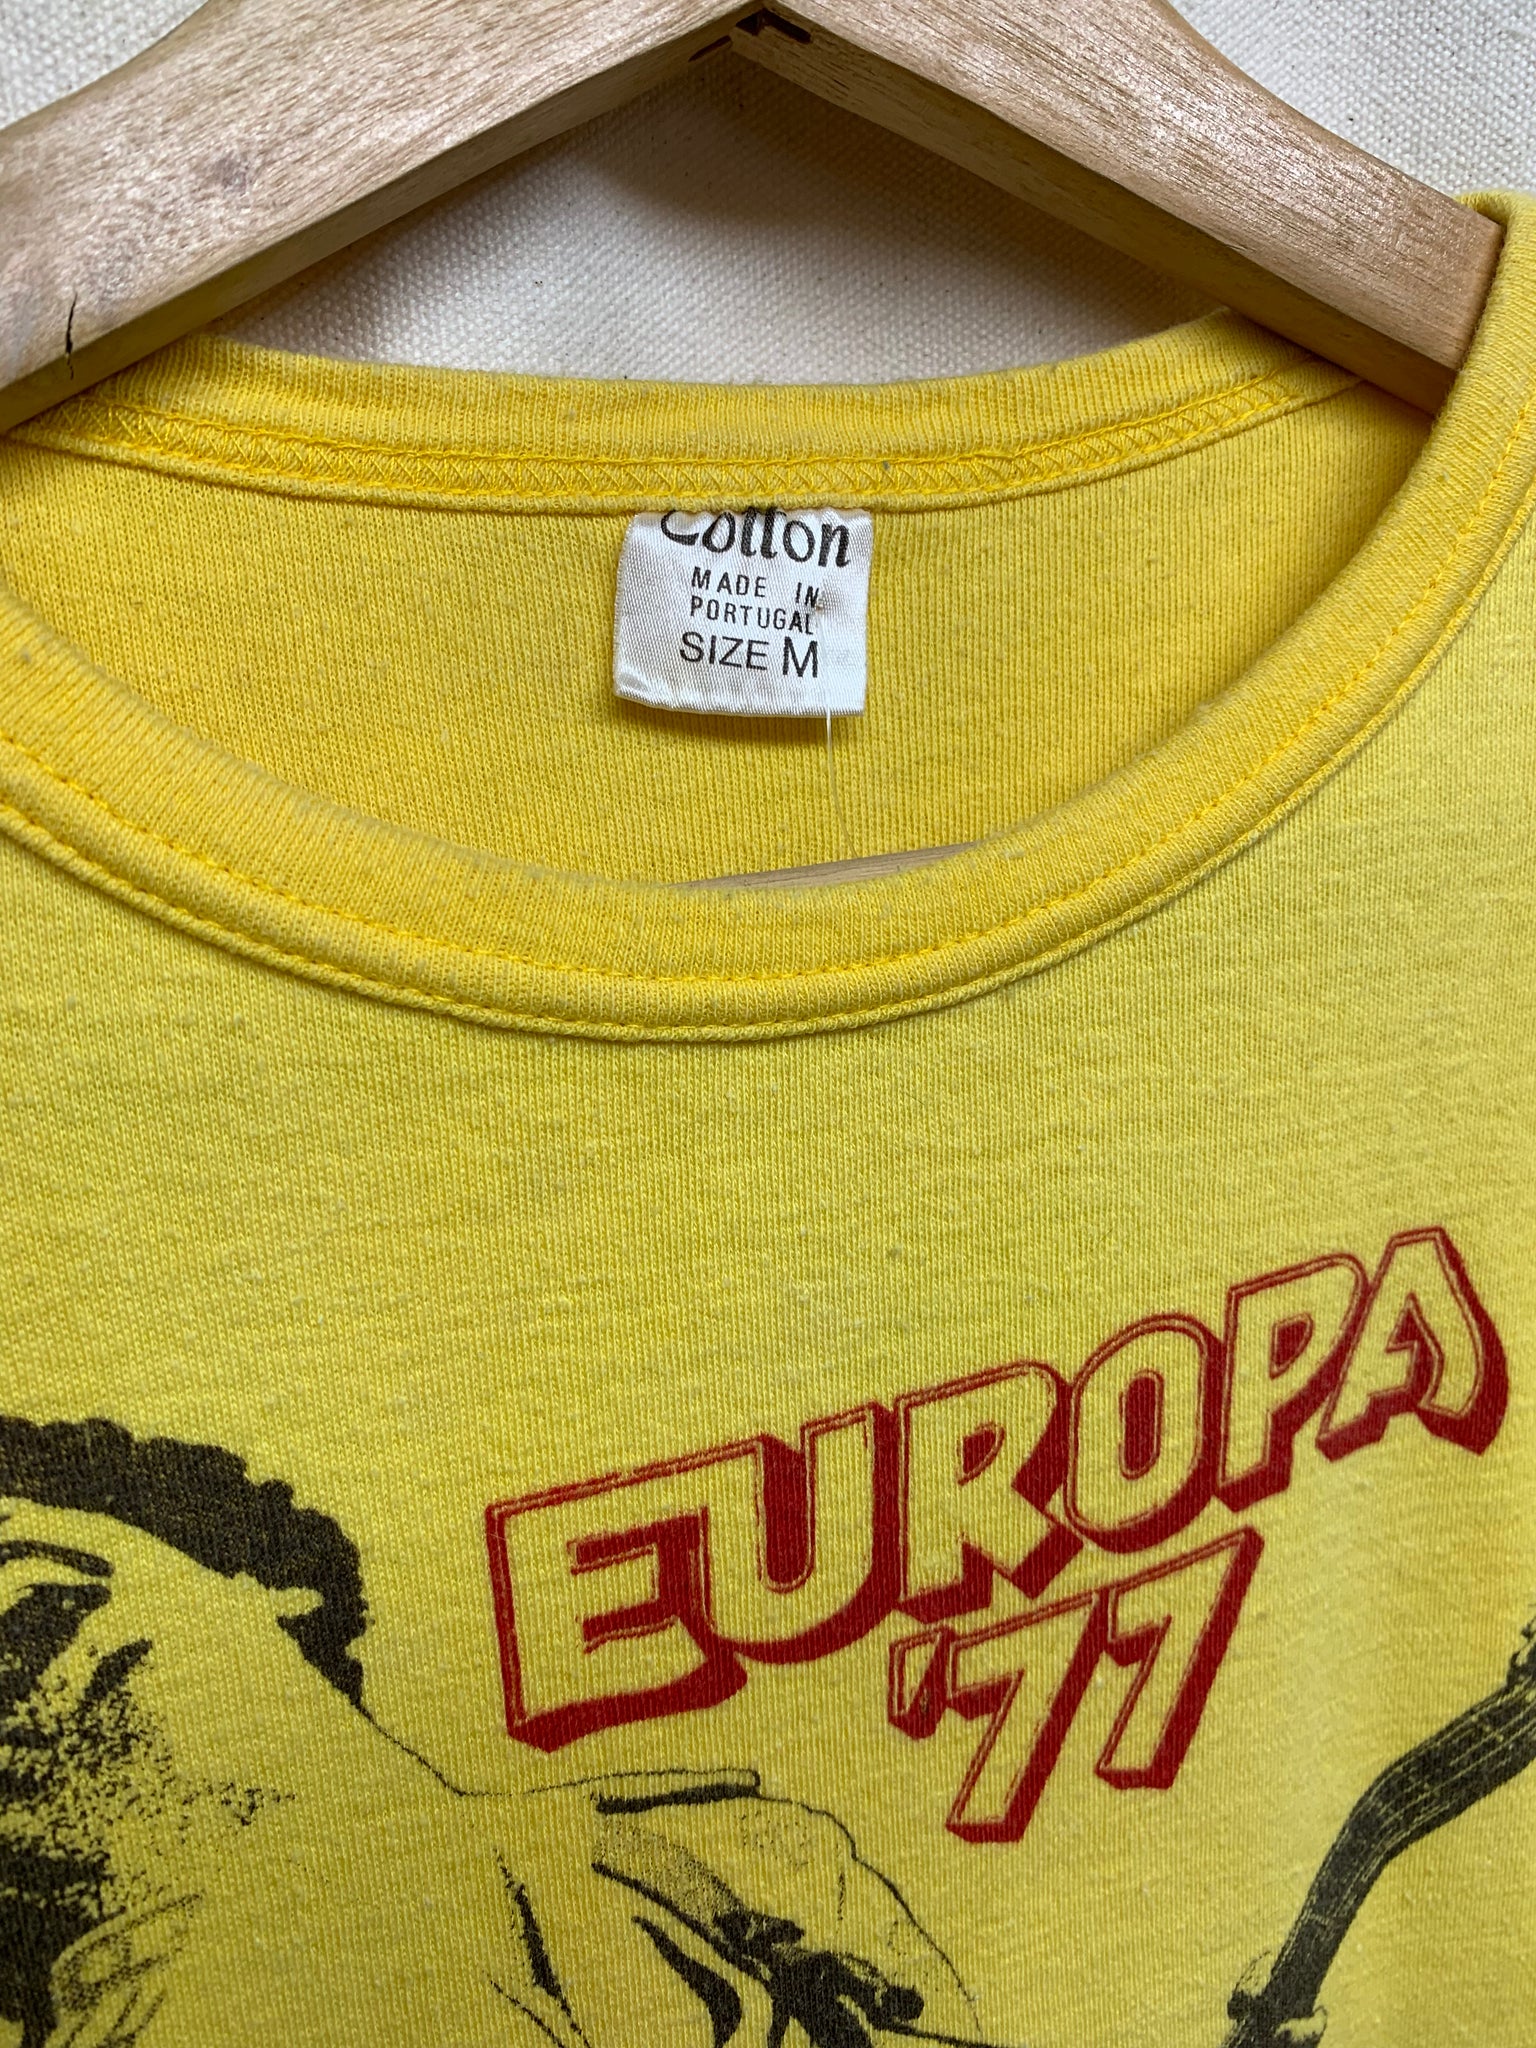 Cotton
MADE IN
PORTUGAL
SIZE M
EUROPA
'77